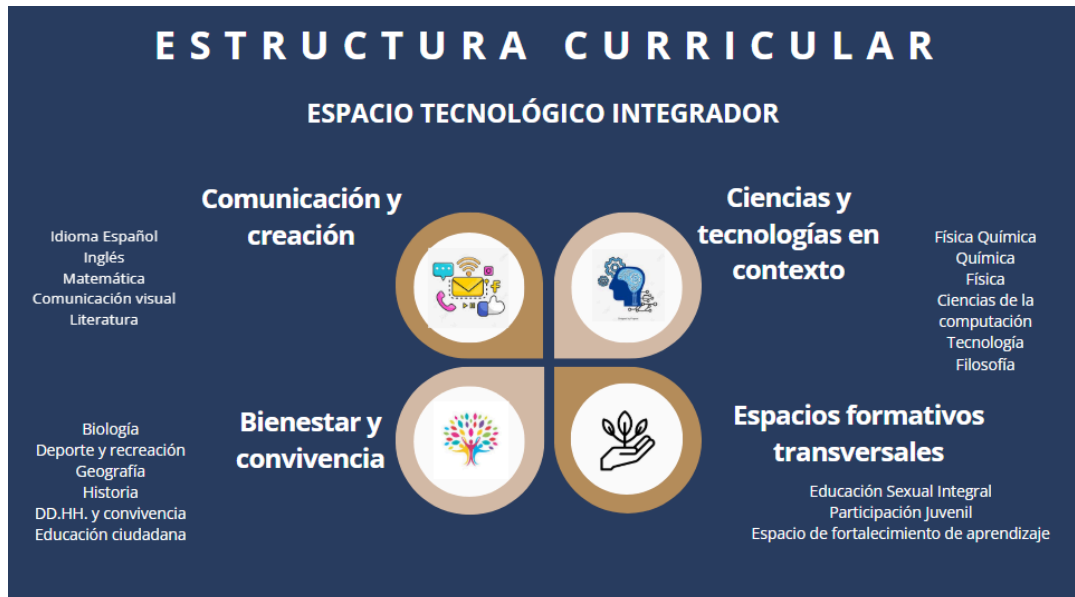 ESTRUCTURA CURRICULAR
ESPACIO TECNOLÓGICO INTEGRADOR
Comunicación y
creación
Idioma Español
Inglés
Matemática
Comunicación visual
Literatura
Ciencias y
tecnologías en
contexto
Física Química
Química
Física
Ciencias de la
computación
Tecnología
Filosofía
Bienestar y
convivencia
Biología
Deporte y recreación
Geografía
Historia
DD.HH. y convivencia
Educación ciudadana
Espacios formativos
transversales
Educación Sexual Integral
Participación Juvenil
Espacio de fortalecimiento de aprendizaje